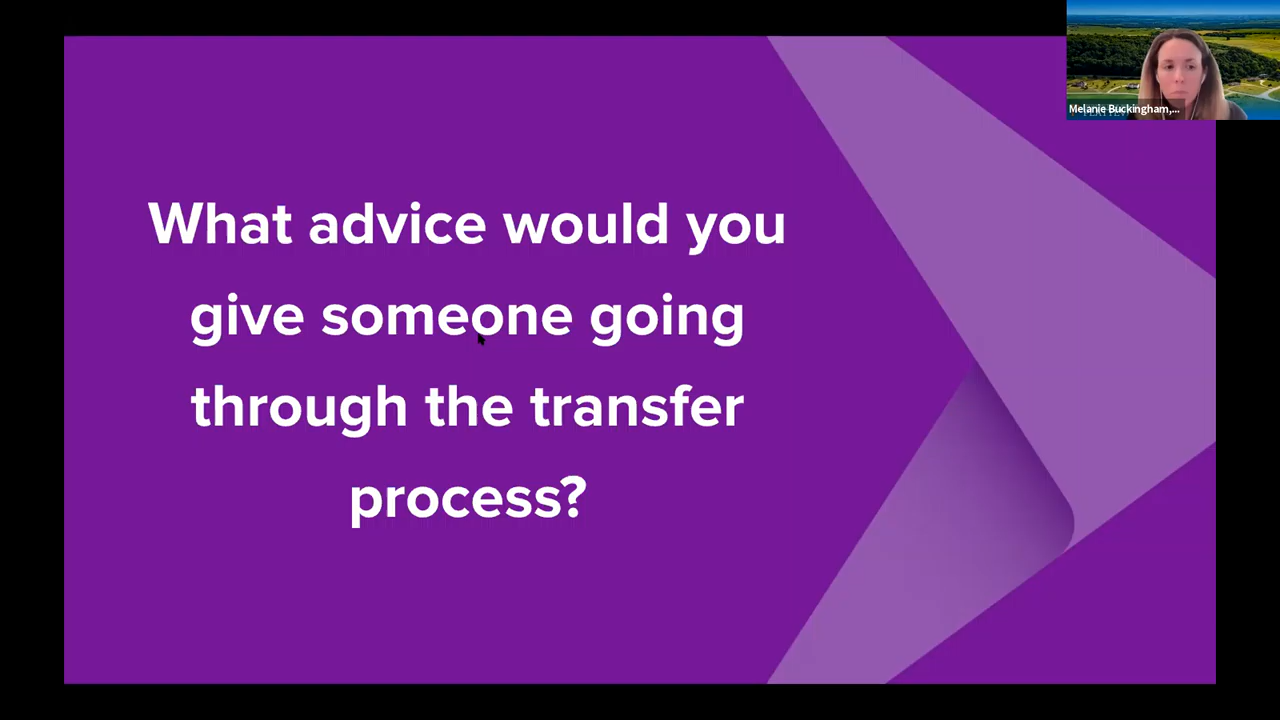 What advice would you
give someone going
through the transfer
process?
Melanie Buckingham,...